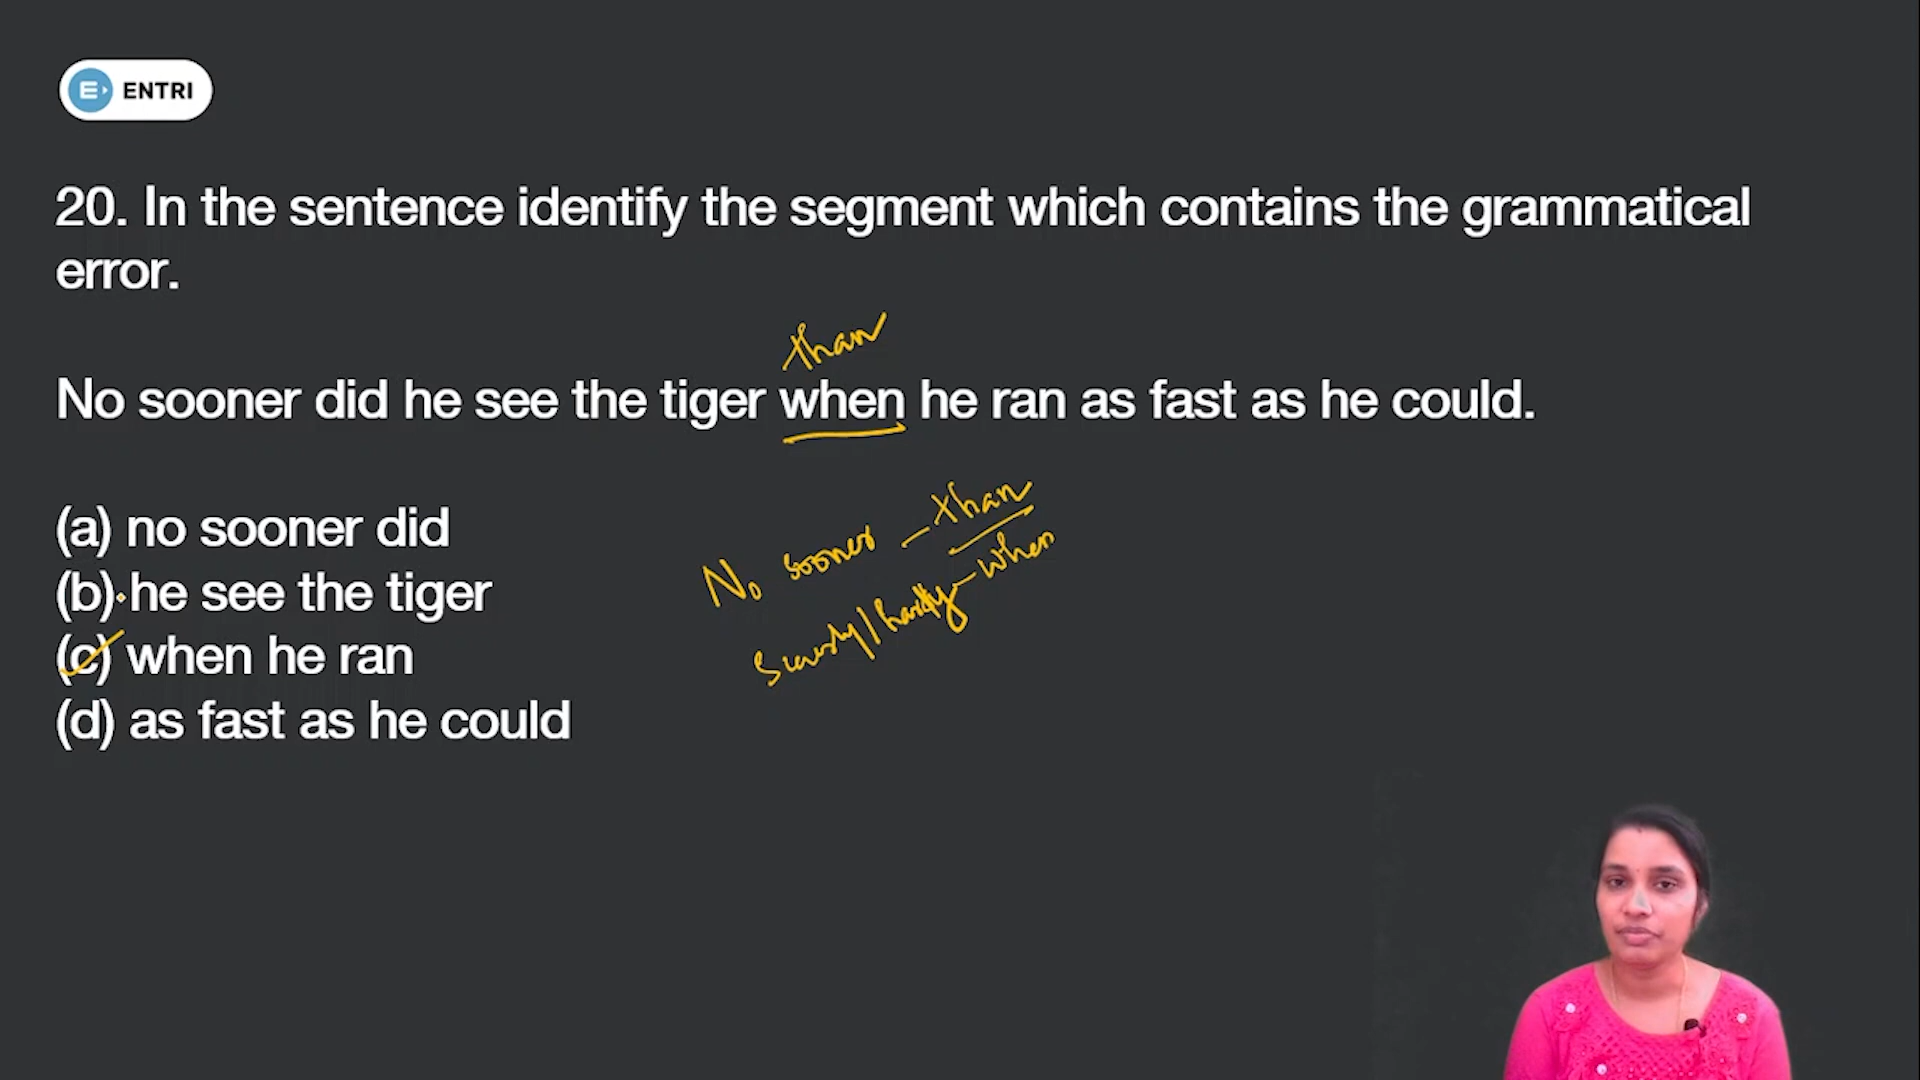 ENTRI
20. In the sentence identify the segment which contains the grammatical
error.
than
No sooner did he see the tiger when he ran as fast as he could.
(a) no sooner did
(b) he see the tiger
(c) when he ran
(d) as fast as he could
No sooner – than
/ hardly – when